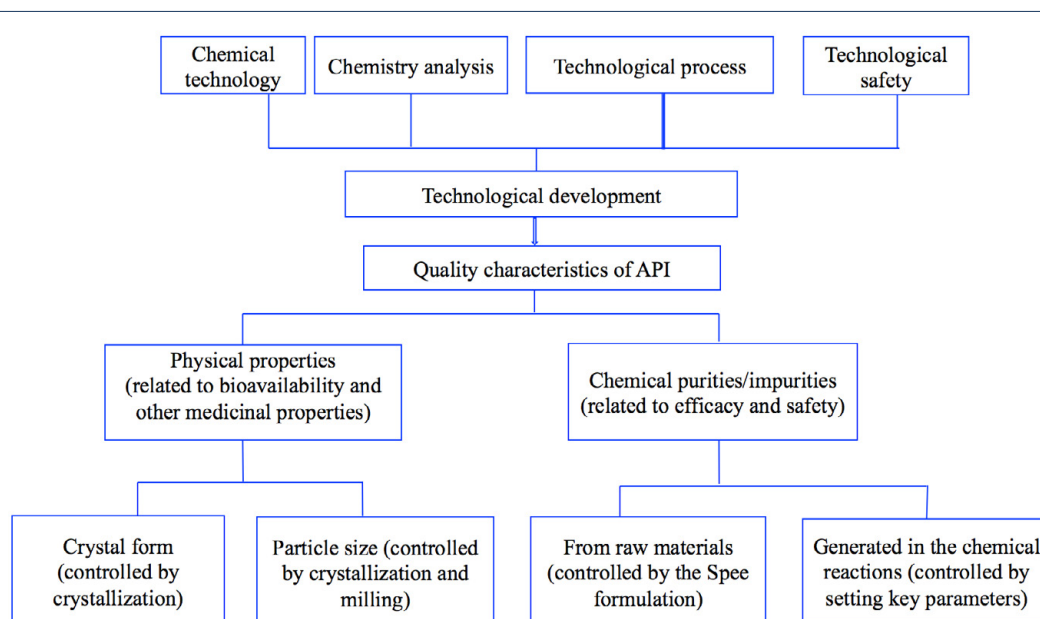 Chemical
technology
Chemistry analysis
Technological process
Technological
safety
Technological development
Quality characteristics of API
Physical properties
(related to bioavailability and
other medicinal properties)
Chemical purities/impurities
(related to efficacy and safety)
Crystal form
(controlled by
crystallization)
Particle size (controlled
by crystallization and
milling)
From raw materials
(controlled by the Spee
formulation)
Generated in the chemical
reactions (controlled by
setting key parameters)